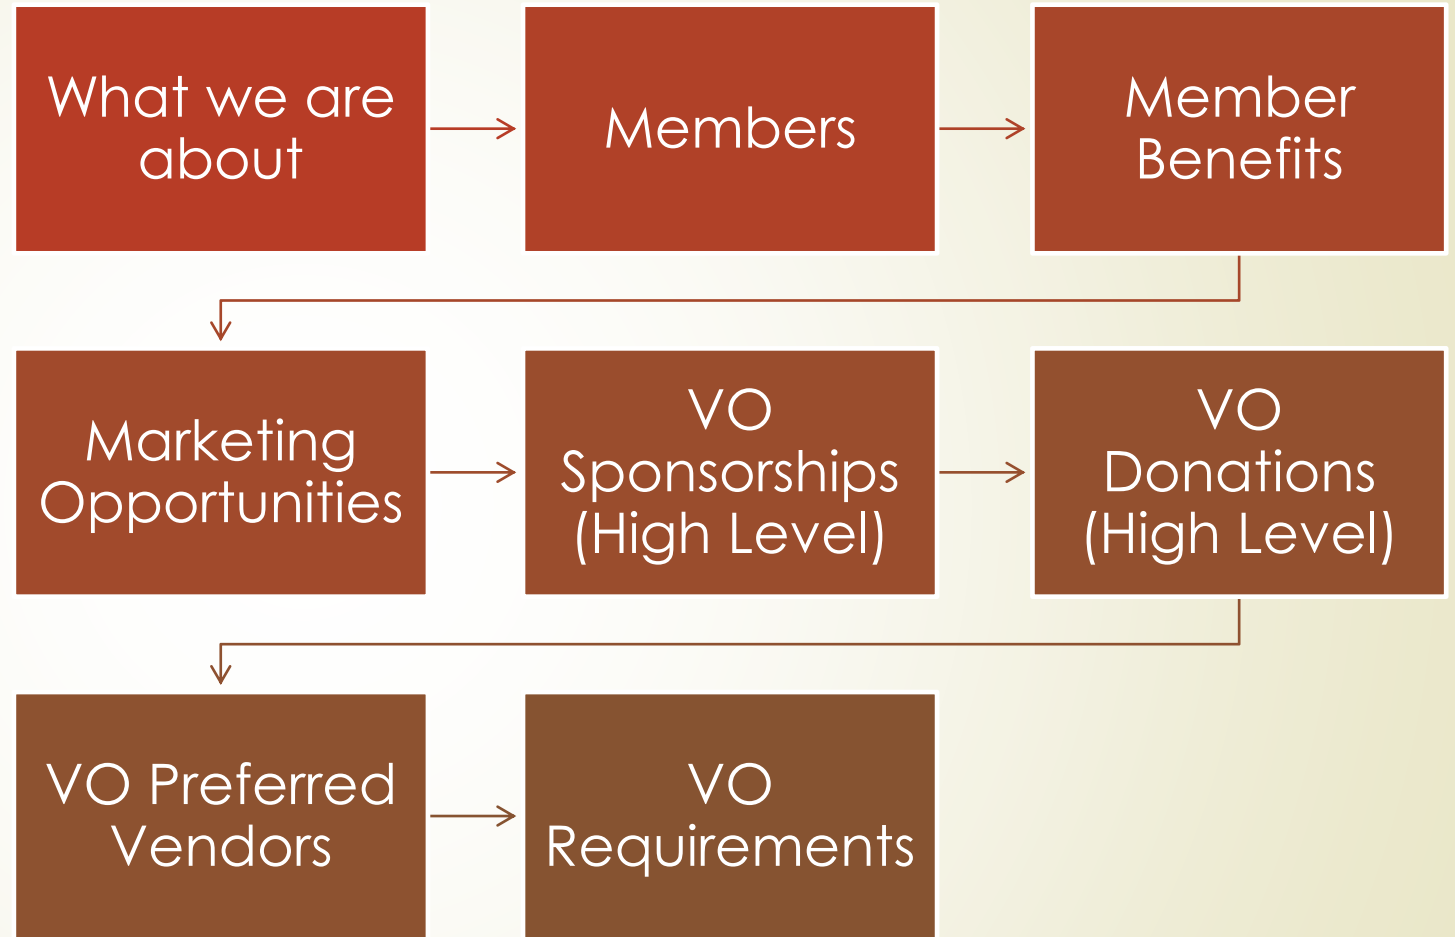 What we are
about
Members
Member
Benefits
Marketing
Opportunities
VO
Sponsorships
(High Level)
VO
Donations
(High Level)
VO Preferred
Vendors
VO
Requirements